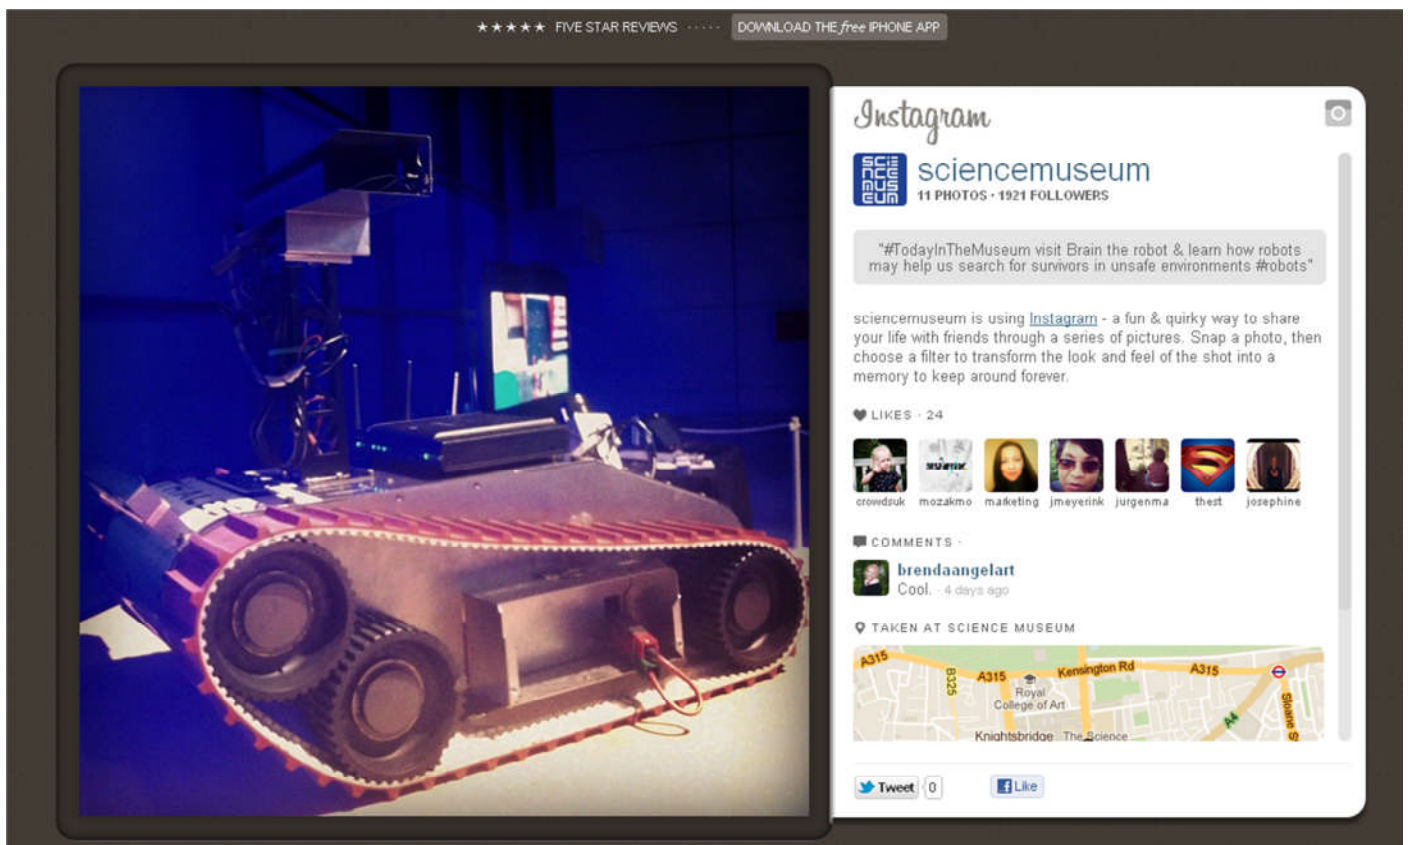 ★★★★★ FIVE STAR REVIEWS ····· DOWNLOAD THE free IPHONE APP
Instagram
SCIENCE MUSEUM
sciencemuseum
11 PHOTOS · 1921 FOLLOWERS
"#TodayInTheMuseum visit Brain the robot & learn how robots
may help us search for survivors in unsafe environments #robots"
sciencemuseum is using Instagram - a fun & quirky way to share
your life with friends through a series of pictures. Snap a photo, then
choose a filter to transform the look and feel of the shot into a
memory to keep around forever.
LIKES · 24
crowdsuk mozakmo marketing jmeyerink jurgenma thest josephine
COMMENTS ·
brendaangelart
Cool. · 4 days ago
TAKEN AT SCIENCE MUSEUM
A315 B325 A315 Kensington Rd A315
Royal
College of Art
A4 Sloane S
Knightsbridge The Science
Tweet 0 Like